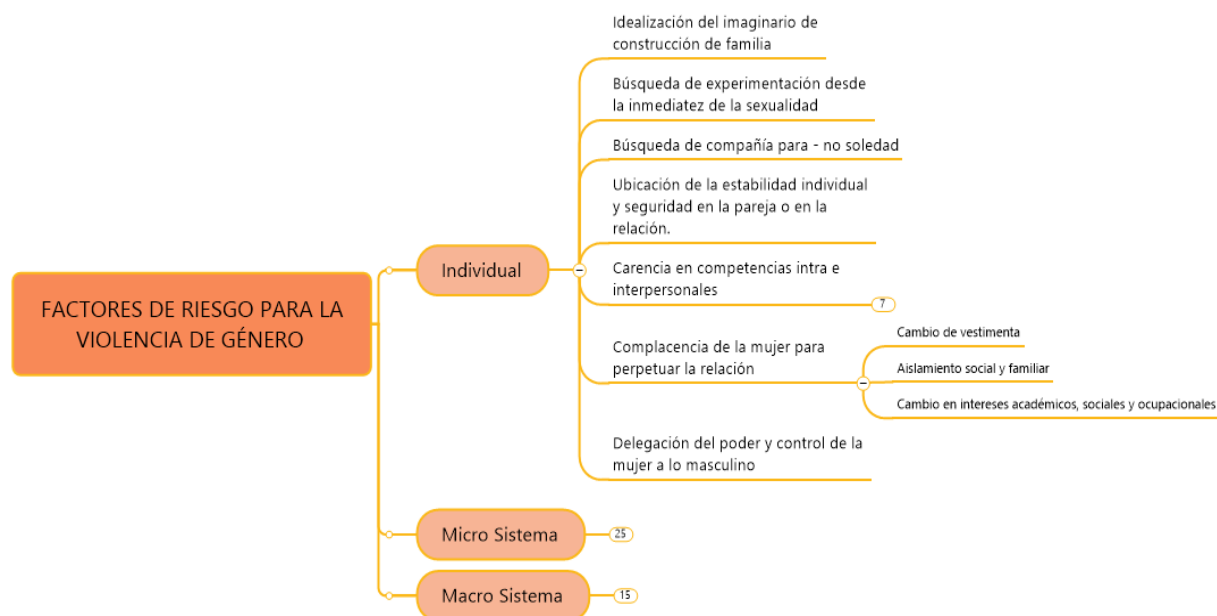 FACTORES DE RIESGO PARA LA
VIOLENCIA DE GÉNERO
Individual
Idealización del imaginario de
construcción de familia
Búsqueda de experimentación desde
la inmediatez de la sexualidad
Búsqueda de compañía para - no soledad
Ubicación de la estabilidad individual
y seguridad en la pareja o en la
relación.
Carencia en competencias intra e
interpersonales
7
Complacencia de la mujer para
perpetuar la relación
Cambio de vestimenta
Aislamiento social y familiar
Cambio en intereses académicos, sociales y ocupacionales
Delegación del poder y control de la
mujer a lo masculino
Micro Sistema
25
Macro Sistema
15